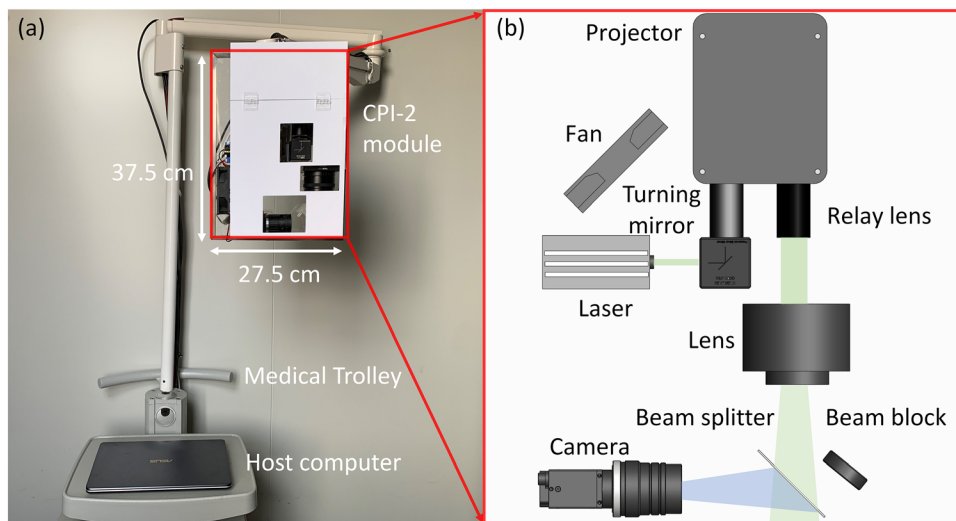 (a)
CPI-2
module
37.5 cm
27.5 cm
Medical Trolley
Host computer
ASUS
(b)
Projector
Fan
Turning
mirror
Relay lens
Laser
Lens
Beam splitter
Beam block
Camera